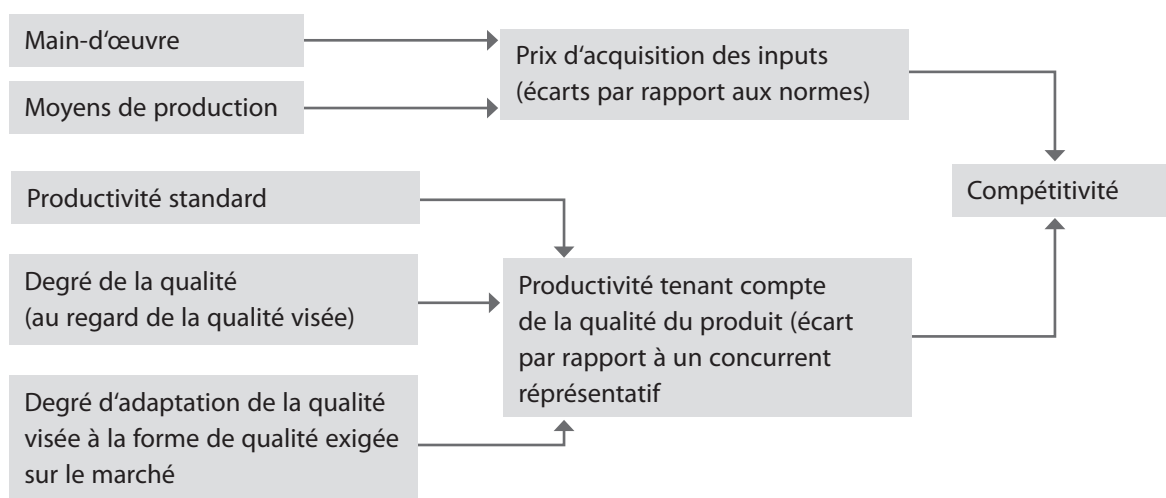 Main-d‘œuvre
Moyens de production
Prix d‘acquisition des inputs
(écarts par rapport aux normes)
Compétitivité
Productivité standard
Degré de la qualité
(au regard de la qualité visée)
Degré d‘adaptation de la qualité
visée à la forme de qualité exigée
sur le marché
Productivité tenant compte
de la qualité du produit (écart
par rapport à un concurrent
réprésentatif